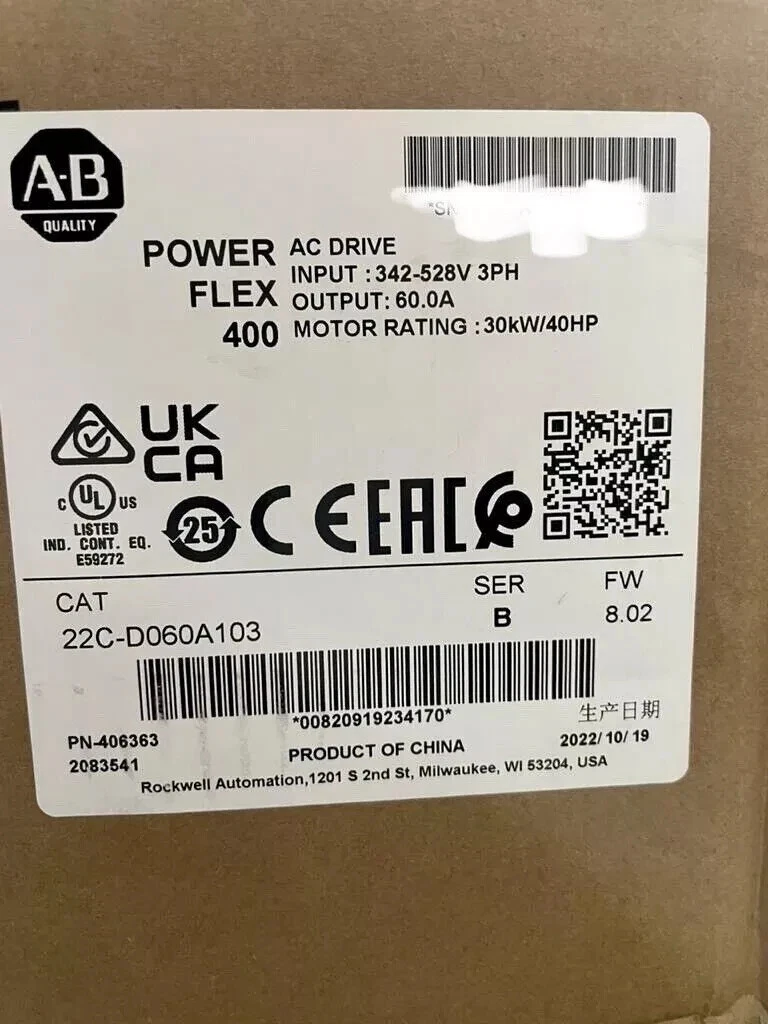 A-B
QUALITY
POWER
FLEX
400
AC DRIVE
INPUT : 342-528V 3PH
OUTPUT: 60.0A
MOTOR RATING : 30kW/40HP
UK
CA
C UL US
LISTED
IND. CONT. EQ.
E59272
25
CE
EAC
CAT
22C-D060A103
SER
B
FW
8.02
*00820919234170*
PN-406363
2083541
PRODUCT OF CHINA
生产日期
2022/10/19
Rockwell Automation,1201 S 2nd St, Milwaukee, WI 53204, USA